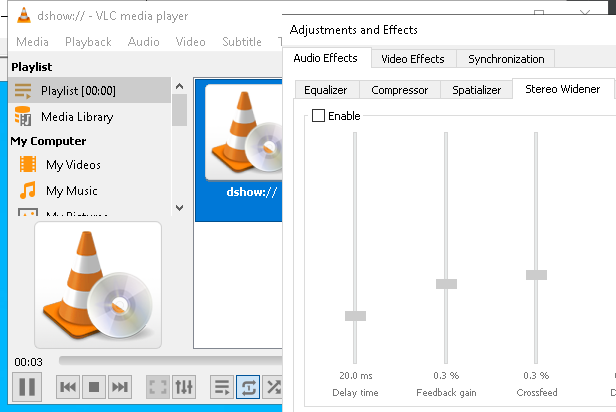 dshow:// - VLC media player
Media Playback Audio Video Subtitle
Playlist
Playlist [00:00]
Media Library
My Computer
My Videos
My Music
My Pictures
dshow://
00:03
Adjustments and Effects
Audio Effects Video Effects Synchronization
Equalizer Compressor Spatializer Stereo Widener
Enable
20.0 ms 0.3 % 0.3 %
Delay time Feedback gain Crossfeed